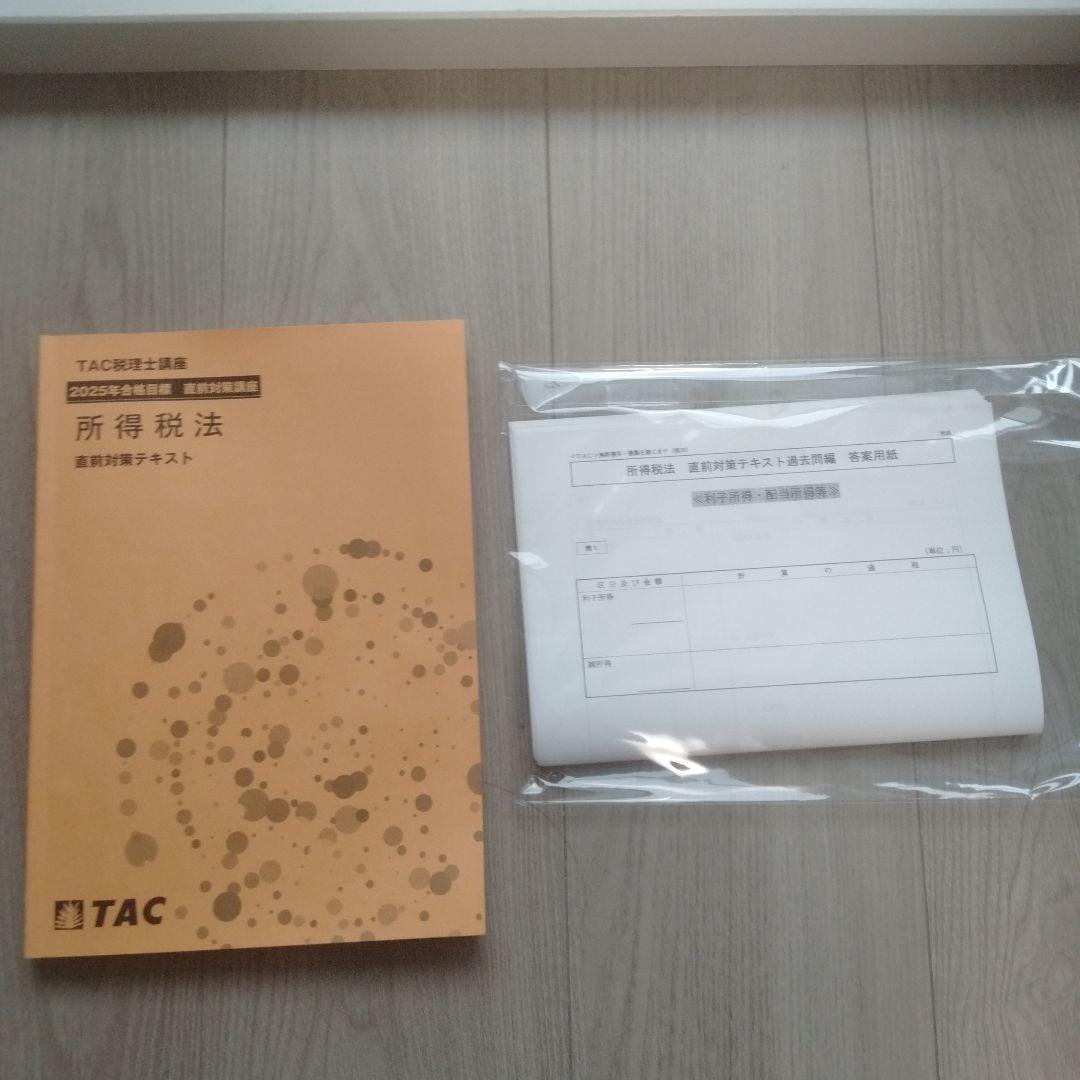 TAC税理士講座
2025年合格目標 直前対策講座
所得税法
直前対策テキスト
TAC
所得税法 直前対策テキスト過去問編 答案用紙
≪利子所得・配当所得等≫
問1.
(単位:円)
区分及び金額 計算の過程
利子所得
雑所得